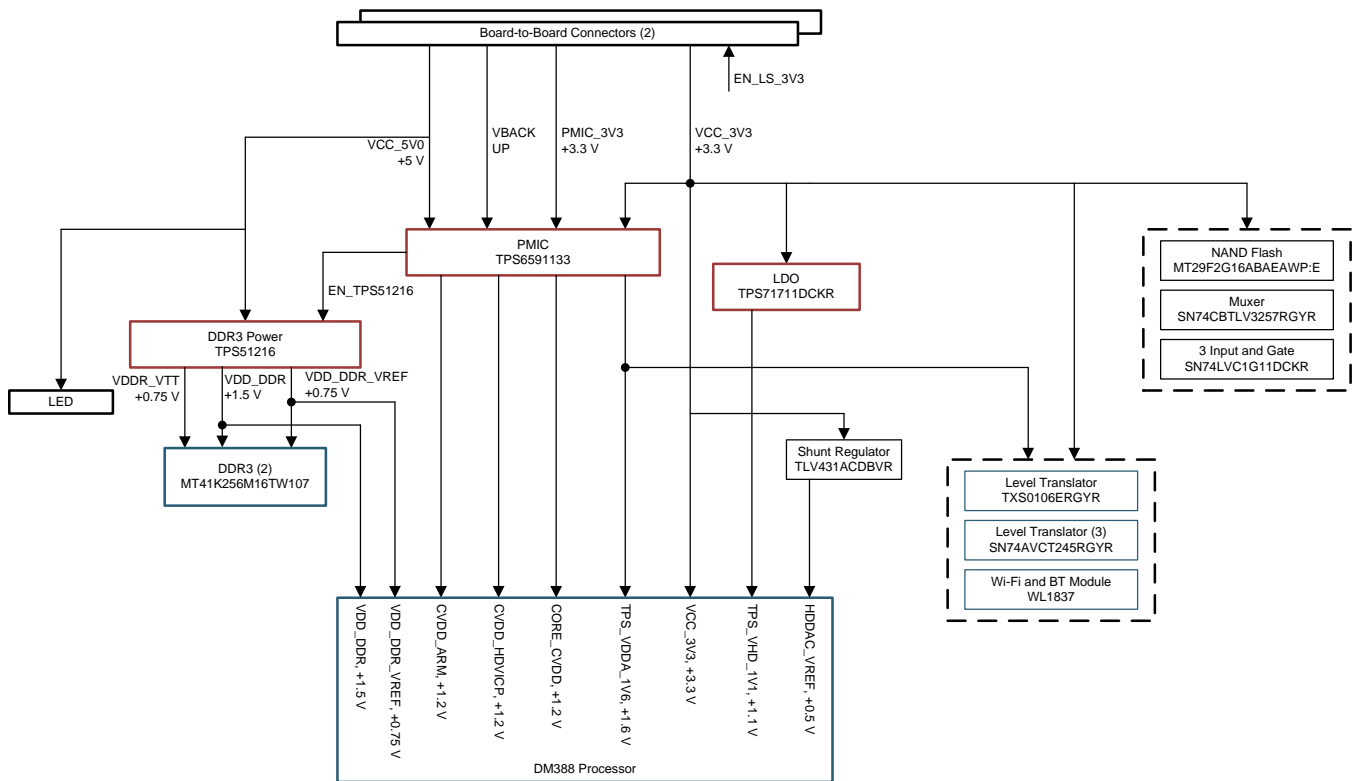 Board-to-Board Connectors (2)
EN_LS_3V3
VCC_5V0
+5 V
VBACK
UP
PMIC_3V3
+3.3 V
VCC_3V3
+3.3 V
PMIC
TPS6591133
EN_TPS51216
LDO
TPS71711DCKR
NAND Flash
MT29F2G16ABAEAWP:E
Muxer
SN74CBTLV3257RGYR
3 Input and Gate
SN74LVC1G11DCKR
DDR3 Power
TPS51216
VDDR_VTT
+0.75 V
VDD_DDR
+1.5 V
VDD_DDR_VREF
+0.75 V
LED
DDR3 (2)
MT41K256M16TW107
Shunt Regulator
TLV431ACDBVR
Level Translator
TXS0106ERGYR
Level Translator (3)
SN74AVCT245RGYR
Wi-Fi and BT Module
WL1837
VDD_DDR, +1.5 V
VDD_DDR_VREF, +0.75 V
CVDD_ARM, +1.2 V
CVDD_HDVICP, +1.2 V
CORE_CVDD, +1.2 V
TPS_VDDA_1V6, +1.6 V
VCC_3V3, +3.3 V
TPS_VHD_1V1, +1.1 V
HDDAC_VREF, +0.5 V
DM388 Processor